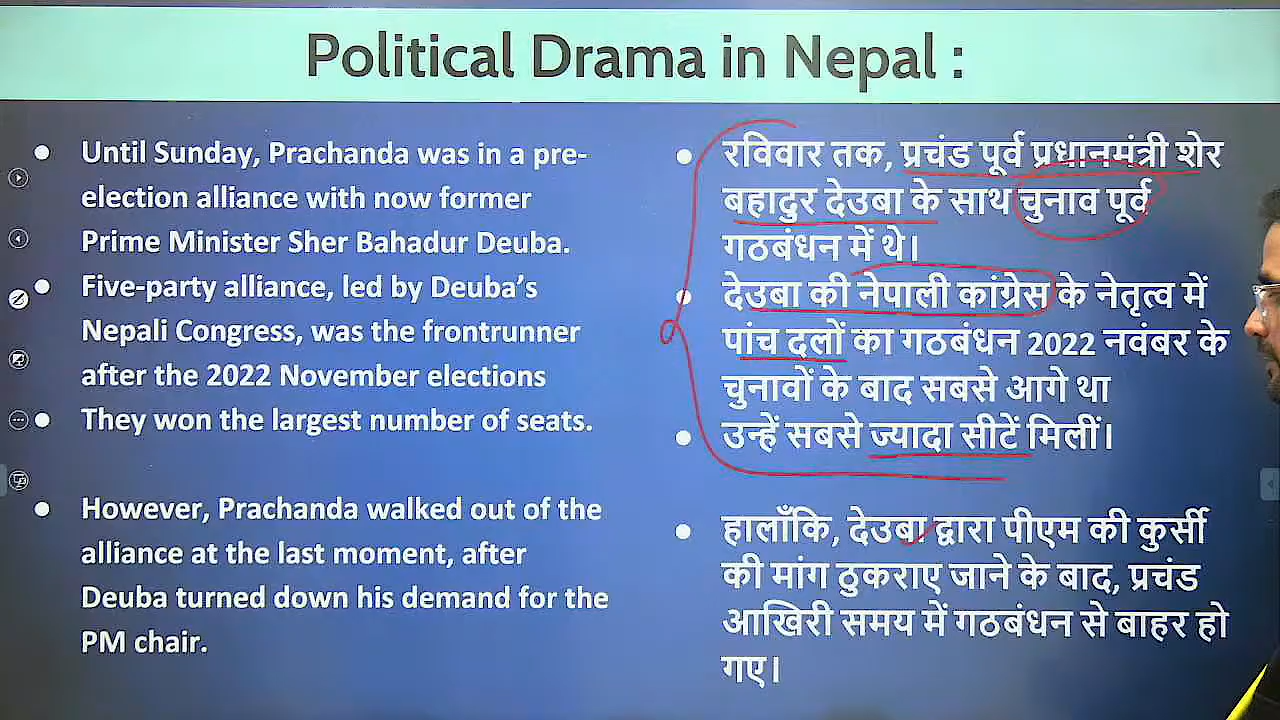 Political Drama in Nepal :
Until Sunday, Prachanda was in a pre-
election alliance with now former
Prime Minister Sher Bahadur Deuba.
Five-party alliance, led by Deuba’s
Nepali Congress, was the frontrunner
after the 2022 November elections
They won the largest number of seats.
However, Prachanda walked out of the
alliance at the last moment, after
Deuba turned down his demand for the
PM chair.
रविवार तक, प्रचंड पूर्व प्रधानमंत्री शेर
बहादुर देउबा के साथ चुनाव पूर्व
गठबंधन में थे।
देउबा की नेपाली कांग्रेस के नेतृत्व में
पांच दलों का गठबंधन 2022 नवंबर के
चुनावों के बाद सबसे आगे था
उन्हें सबसे ज्यादा सीटें मिलीं।
हालाँकि, देउबा द्वारा पीएम की कुर्सी
की मांग ठुकराए जाने के बाद, प्रचंड
आखिरी समय में गठबंधन से बाहर हो
गए।